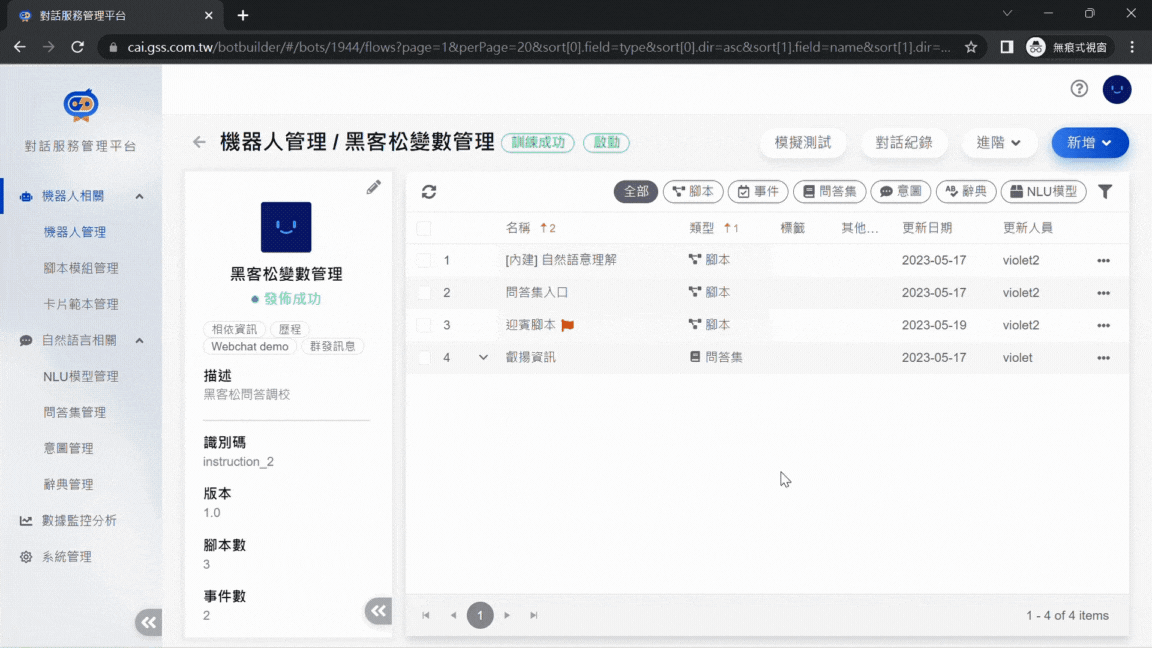 對話服務管理平台
cai.gss.com.tw/botbuilder/#/bots/1944/flows?page=1&perPage=20&sort[0].field=type&sort[0].dir=asc&sort[1].field=name&sort[1].dir=...
無痕式視窗
對話服務管理平台
機器人相關
機器人管理
腳本模組管理
卡片範本管理
自然語言相關
NLU模型管理
問答集管理
意圖管理
辭典管理
數據監控分析
系統管理
機器人管理 / 黑客松變數管理 訓練成功 啟動
模擬測試 對話紀錄 進階 新增
黑客松變數管理
發佈成功
相依資訊 歷程
Webchat demo 群發訊息
描述
黑客松問答調校
識別碼
instruction_2
版本
1.0
腳本數
3
事件數
2
全部 腳本 事件 問答集 意圖 辭典 NLU模型
名稱 ↑2 類型 ↑1 標籤 其他... 更新日期 更新人員
1 [內建] 自然語意理解 腳本 2023-05-17 violet2
2 問答集入口 腳本 2023-05-17 violet2
3 迎賓腳本 腳本 2023-05-19 violet2
4 叡揚資訊 問答集 2023-05-17 violet
1
1 - 4 of 4 items